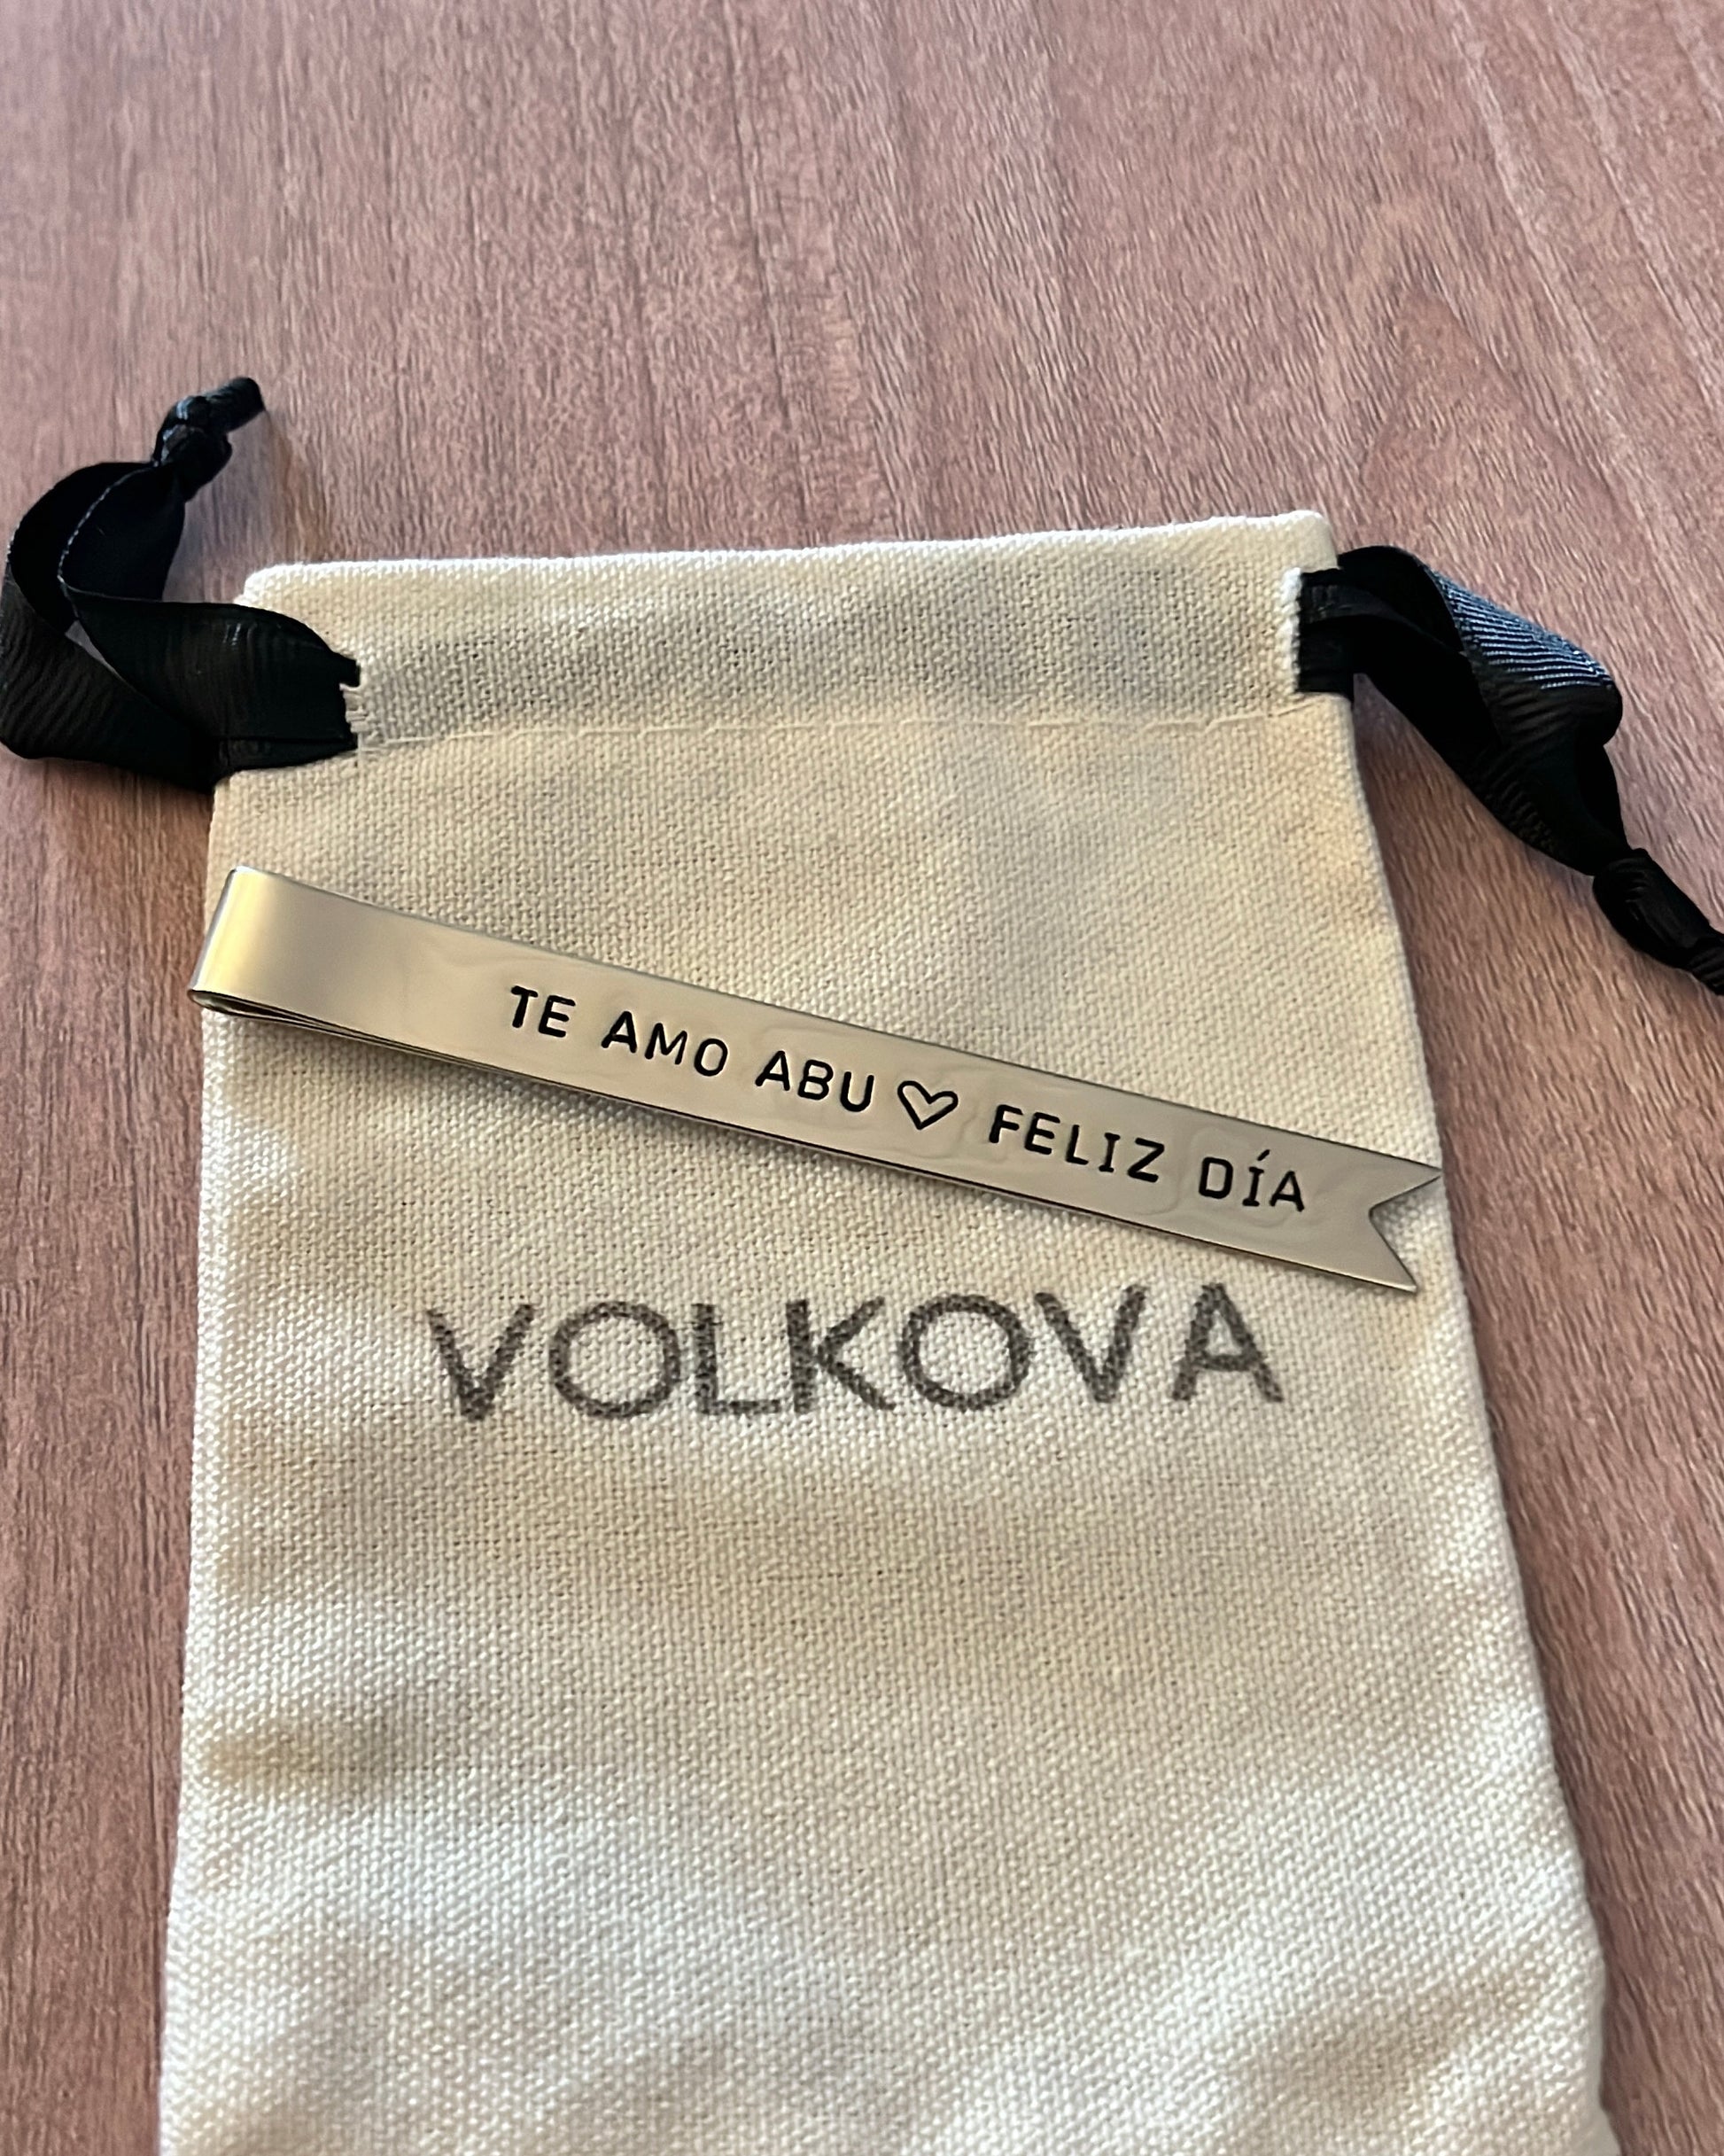 TE AMO ABU ♡ FELIZ DÍA
VOLKOVA